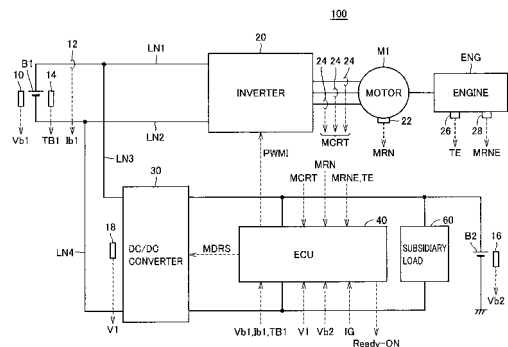 100
20
M1
ENG
10
B1
14
12
LN1
INVERTER
24
24
24
MOTOR
ENGINE
22
26
28
Vb1
TB1
Ib1
LN2
MCRT
MRN
TE
MRNE
LN3
PWMI
30
MRN
MCRT
MRNE,TE
40
60
LN4
18
DC/DC
CONVERTER
MDRS
ECU
SUBSIDIARY
LOAD
B2
16
V1
Vb2
Vb1,Ib1,TB1
V1
Vb2
IG
Ready-ON